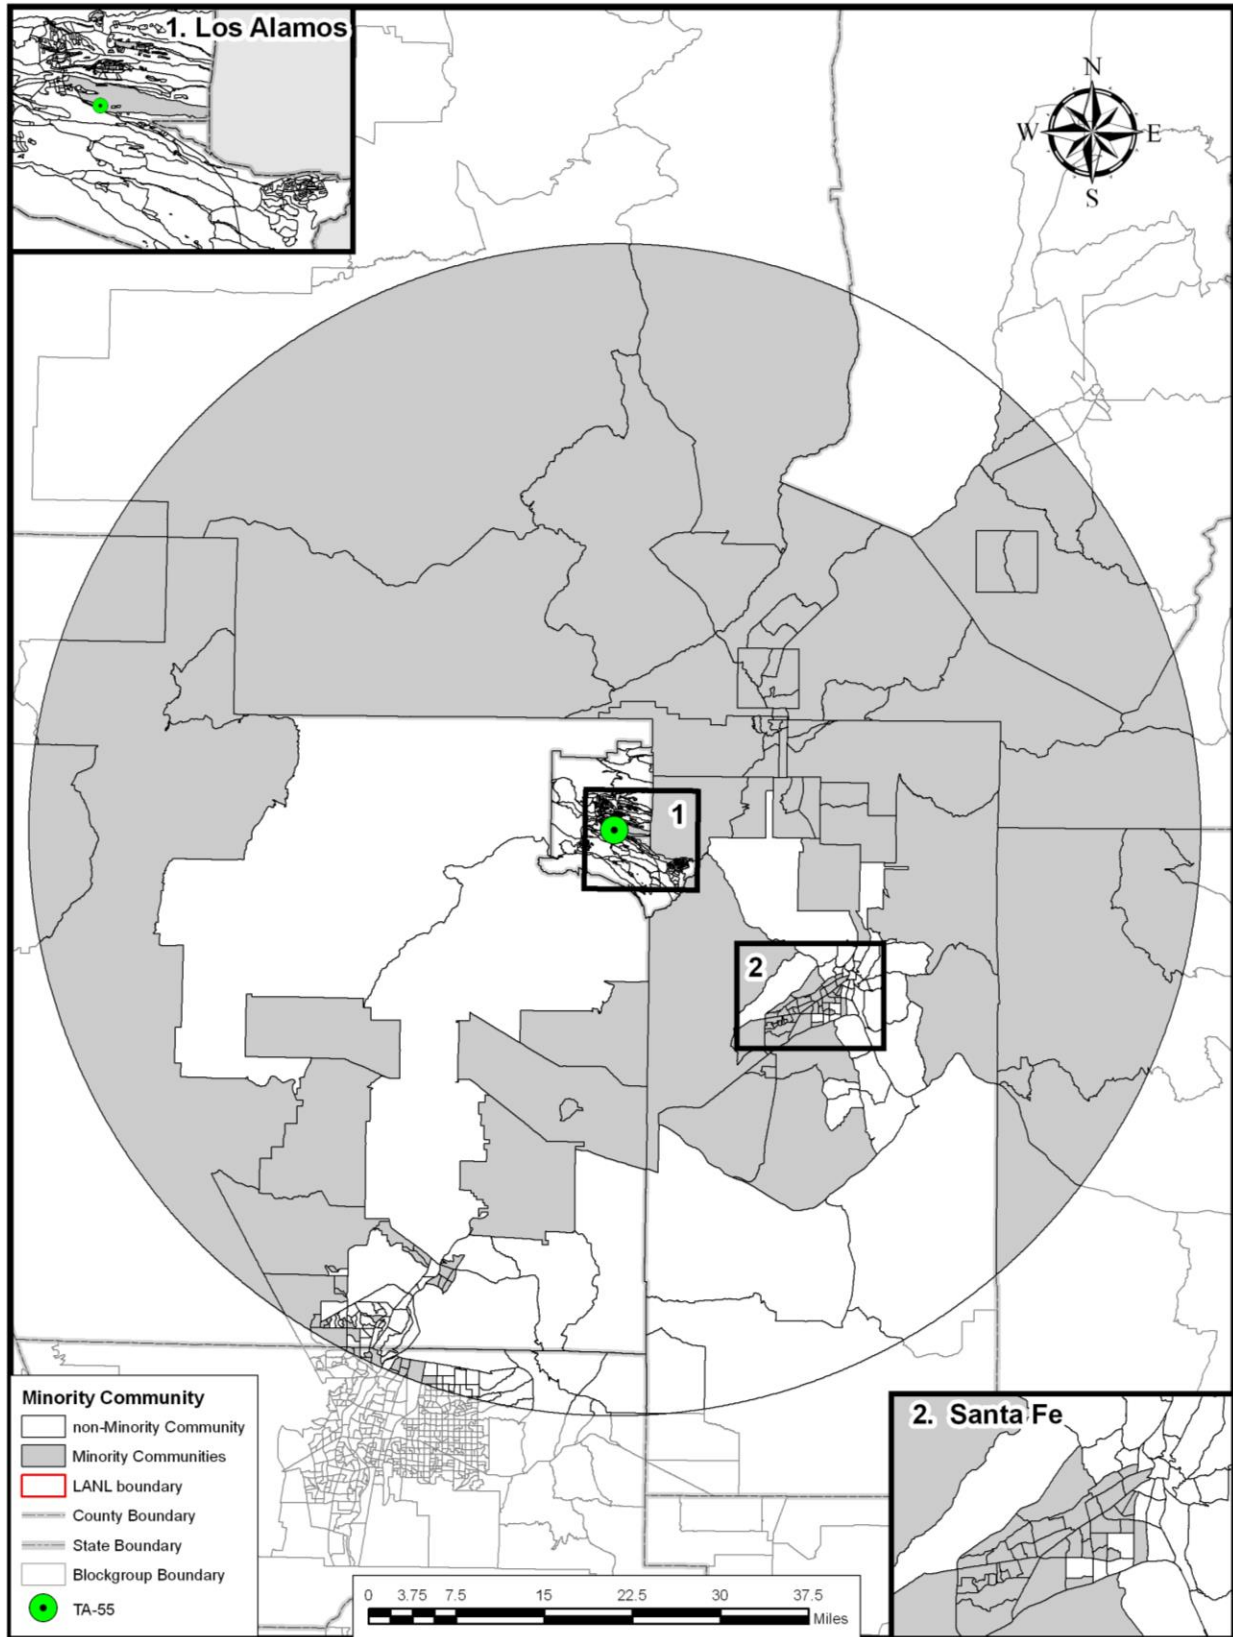 1. Los Alamos
N
W E
S
1
2
Minority Community
non-Minority Community
Minority Communities
LANL boundary
County Boundary
State Boundary
Blockgroup Boundary
TA-55
0 3.75 7.5 15 22.5 30 37.5
Miles
2. Santa Fe